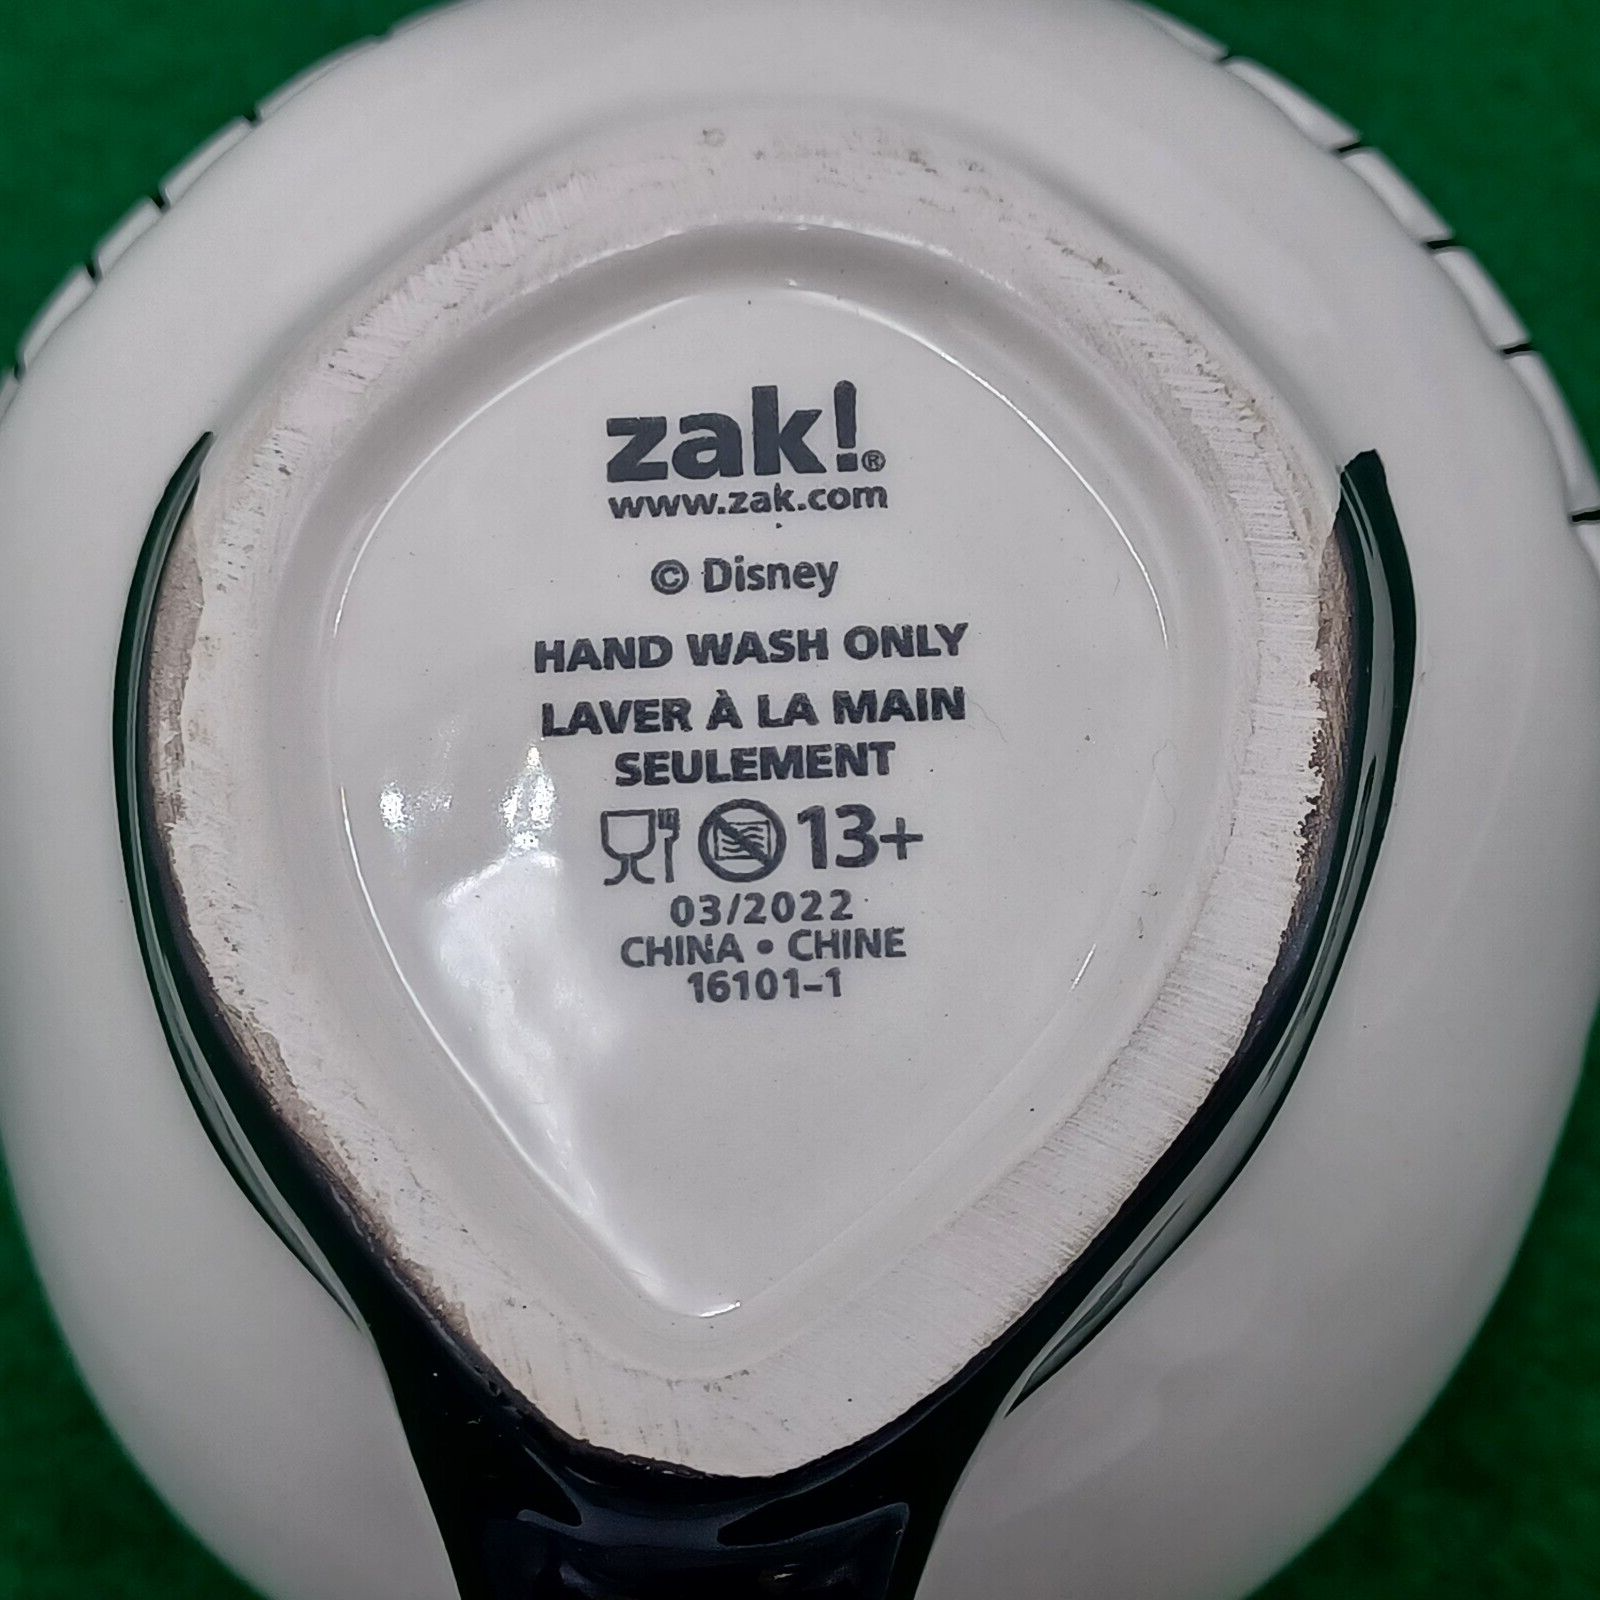 zak!®
www.zak.com
© Disney
HAND WASH ONLY
LAVER À LA MAIN
SEULEMENT
13+
03/2022
CHINA • CHINE
16101-1